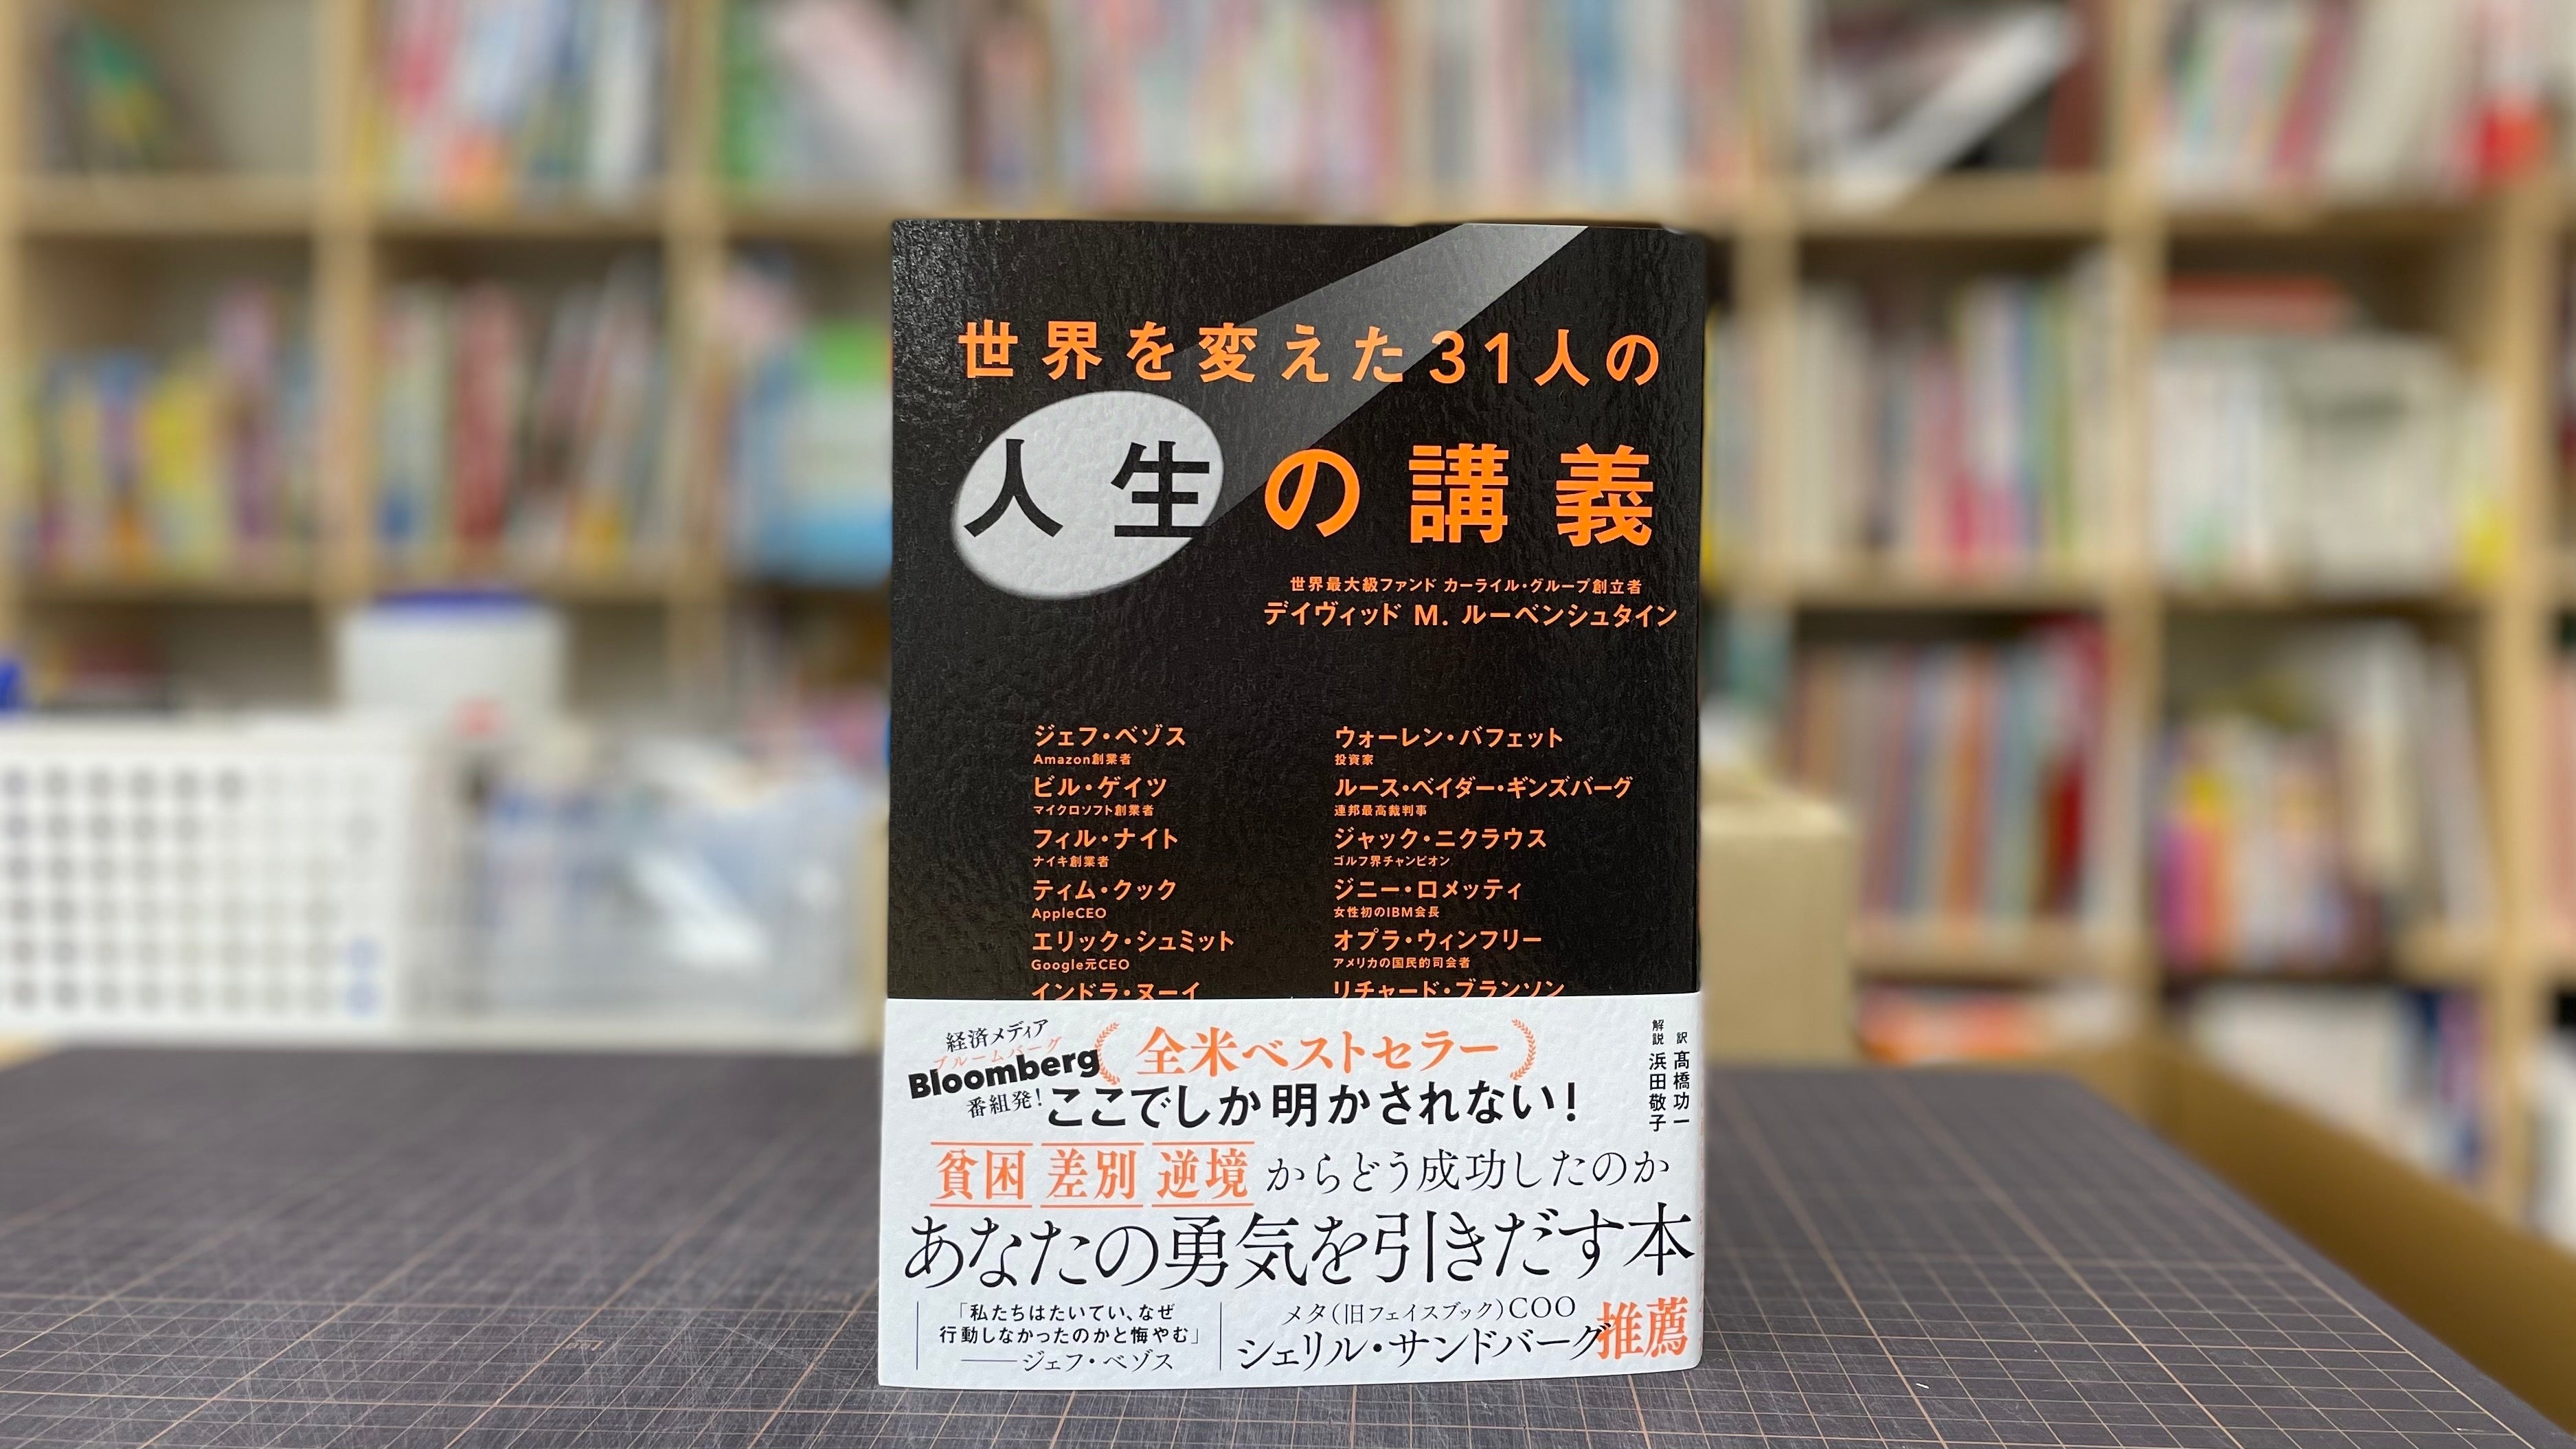 世界を変えた31人の
人生の講義
世界最大級ファンド カーライル・グループ創立者
デイヴィッド M. ルーベンシュタイン
ジェフ・ベゾス
Amazon創業者
ビル・ゲイツ
マイクロソフト創業者
フィル・ナイト
ナイキ創業者
ティム・クック
AppleCEO
エリック・シュミット
Google元CEO
インドラ・ヌーイ
ウォーレン・バフェット
投資家
ルース・ベイダー・ギンズバーグ
連邦最高裁判事
ジャック・ニクラウス
ゴルフ界チャンピオン
ジニー・ロメッティ
女性初のIBM会長
オプラ・ウィンフリー
アメリカの国民的司会者
リチャード・ブランソン
経済メディア
ブルームバーグ
Bloomberg
番組発!
全米ベストセラー
ここでしか明かされない!
訳 髙橋功一
解説 浜田敬子
貧困 差別 逆境 からどう成功したのか
あなたの勇気を引きだす本
「私たちはたいてい、なぜ
行動しなかったのかと悔やむ」
――ジェフ・ベゾス
メタ(旧フェイスブック)COO
シェリル・サンドバーグ推薦